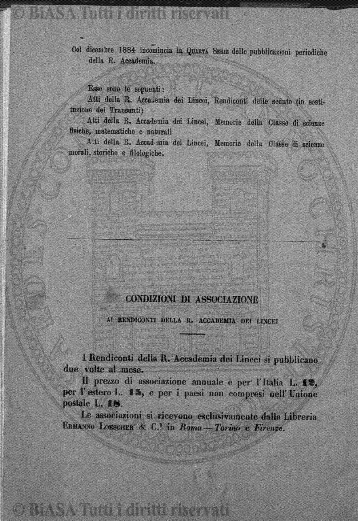 © BiASA Tutti i diritti riservati
Col dicembre 1884 incomincia la QUARTA SERIE delle pubblicazioni periodiche
della R. Accademia.
Esse sono le seguenti:
Atti della R. Accademia dei Lincei, Rendiconti delle sedute (in sosti-
tuzione dei Transunti)
Atti della R. Accademia dei Lincei, Memorie della Classe di scienze
fisiche, matematiche e naturali
Atti della R. Accademia dei Lincei, Memorie della Classe di scienze
morali, storiche e filologiche.
CONDIZIONI DI ASSOCIAZIONE
AI RENDICONTI DELLA R. ACCADEMIA DEI LINCEI
I Rendiconti della R. Accademia dei Lincei si pubblicano
due volte al mese.
Il prezzo di associazione annuale è per l'Italia L. 12,
per l'estero L. 15, e per i paesi non compresi nell'Unione
postale L. 18.
Le associazioni si ricevono esclusivamente dalla Libreria
ERMANNO LOESCHER & C.° in Roma — Torino e Firenze.
© BiASA Tutti i diritti riservati